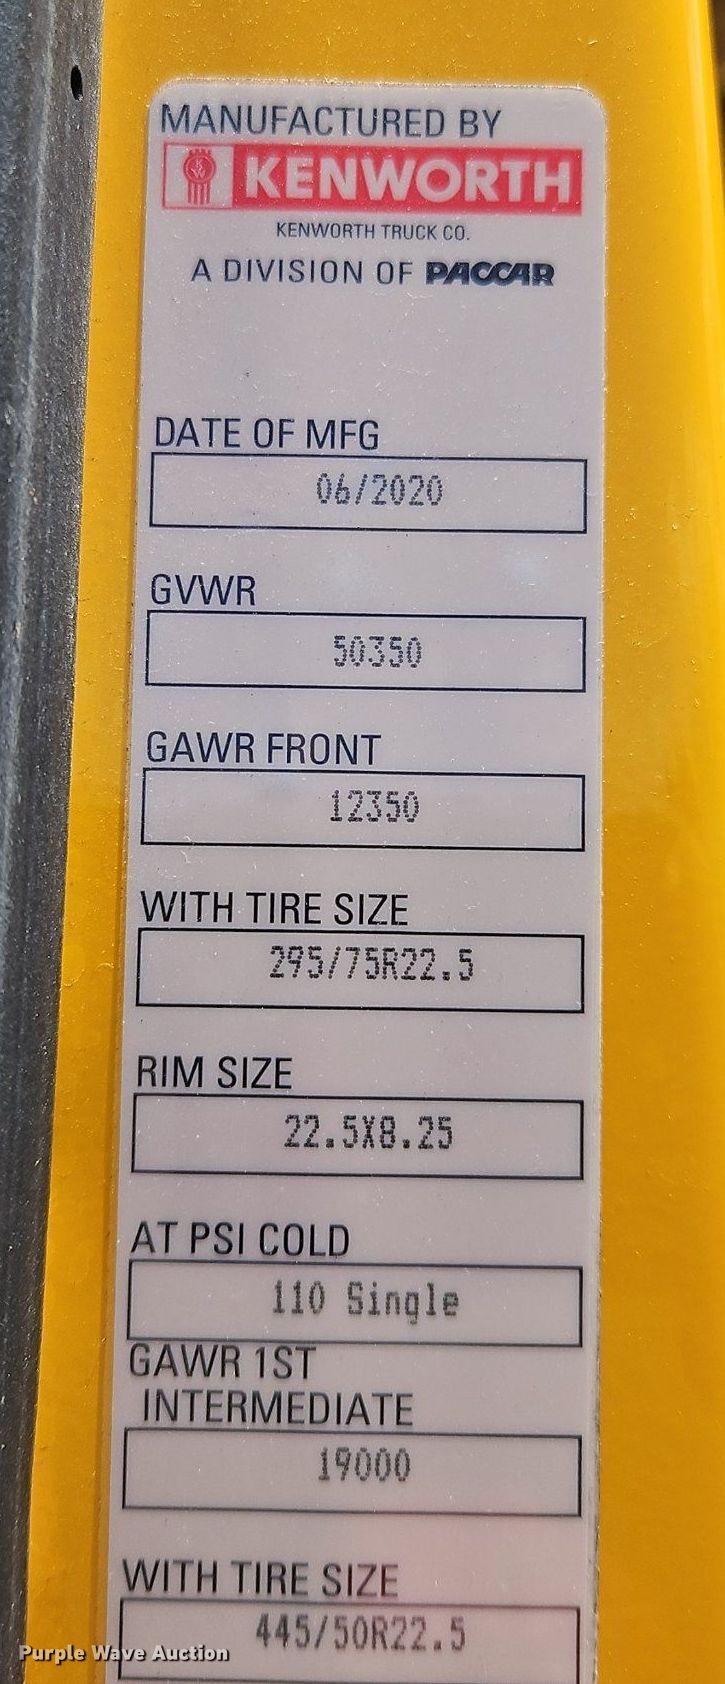 MANUFACTURED BY
KW KENWORTH
KENWORTH TRUCK CO.
A DIVISION OF PACCAR
DATE OF MFG
06/2020
GVWR
50350
GAWR FRONT
12350
WITH TIRE SIZE
295/75R22.5
RIM SIZE
22.5X8.25
AT PSI COLD
110 Single
GAWR 1ST
INTERMEDIATE
19000
WITH TIRE SIZE
445/50R22.5
Purple Wave Auction